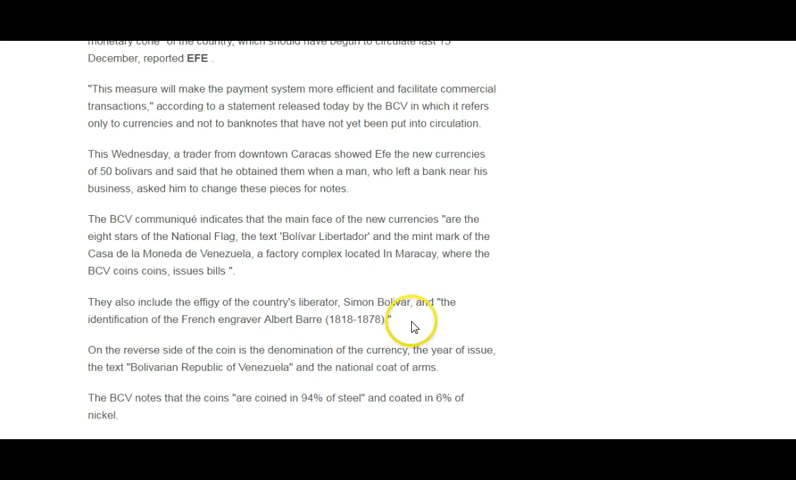 monetary cone" of the country, which should have begun to circulate last 15
December, reported EFE .
"This measure will make the payment system more efficient and facilitate commercial
transactions," according to a statement released today by the BCV in which it refers
only to currencies and not to banknotes that have not yet been put into circulation.
This Wednesday, a trader from downtown Caracas showed Efe the new currencies
of 50 bolivars and said that he obtained them when a man, who left a bank near his
business, asked him to change these pieces for notes.
The BCV communiqué indicates that the main face of the new currencies "are the
eight stars of the National Flag, the text 'Bolívar Libertador' and the mint mark of the
Casa de la Moneda de Venezuela, a factory complex located In Maracay, where the
BCV coins coins, issues bills ".
They also include the effigy of the country's liberator, Simon Bolivar, and "the
identification of the French engraver Albert Barre (1818-1878)."
On the reverse side of the coin is the denomination of the currency, the year of issue,
the text "Bolivarian Republic of Venezuela" and the national coat of arms.
The BCV notes that the coins "are coined in 94% of steel" and coated in 6% of
nickel.